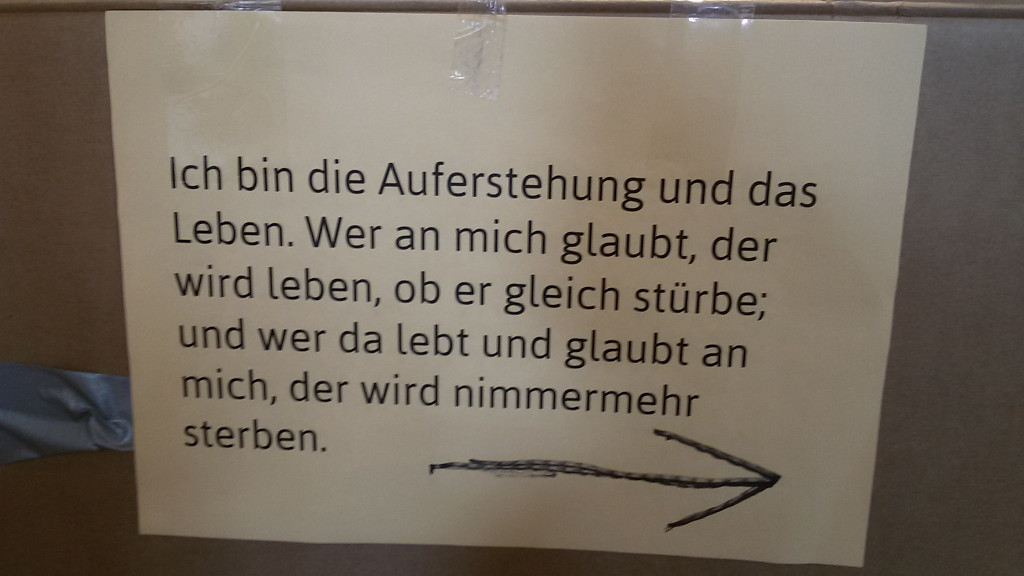 Ich bin die Auferstehung und das
Leben. Wer an mich glaubt, der
wird leben, ob er gleich stürbe;
und wer da lebt und glaubt an
mich, der wird nimmermehr
sterben.